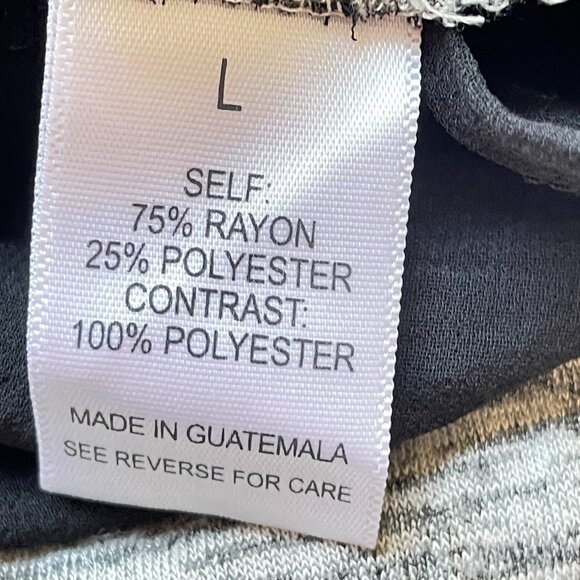 L
SELF:
75% RAYON
25% POLYESTER
CONTRAST:
100% POLYESTER
MADE IN GUATEMALA
SEE REVERSE FOR CARE